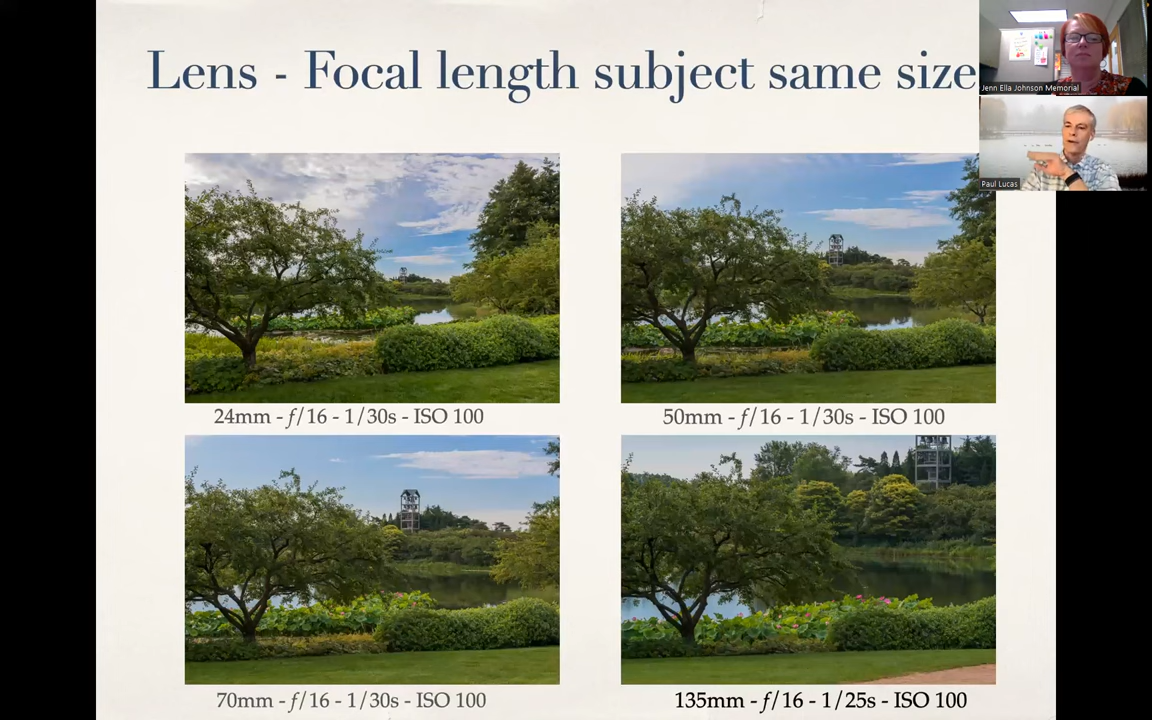 Lens - Focal length subject same size
Jenn Ella Johnson Memorial
Paul Lucas
24mm - f/16 - 1/30s - ISO 100
50mm - f/16 - 1/30s - ISO 100
70mm - f/16 - 1/30s - ISO 100
135mm - f/16 - 1/25s - ISO 100